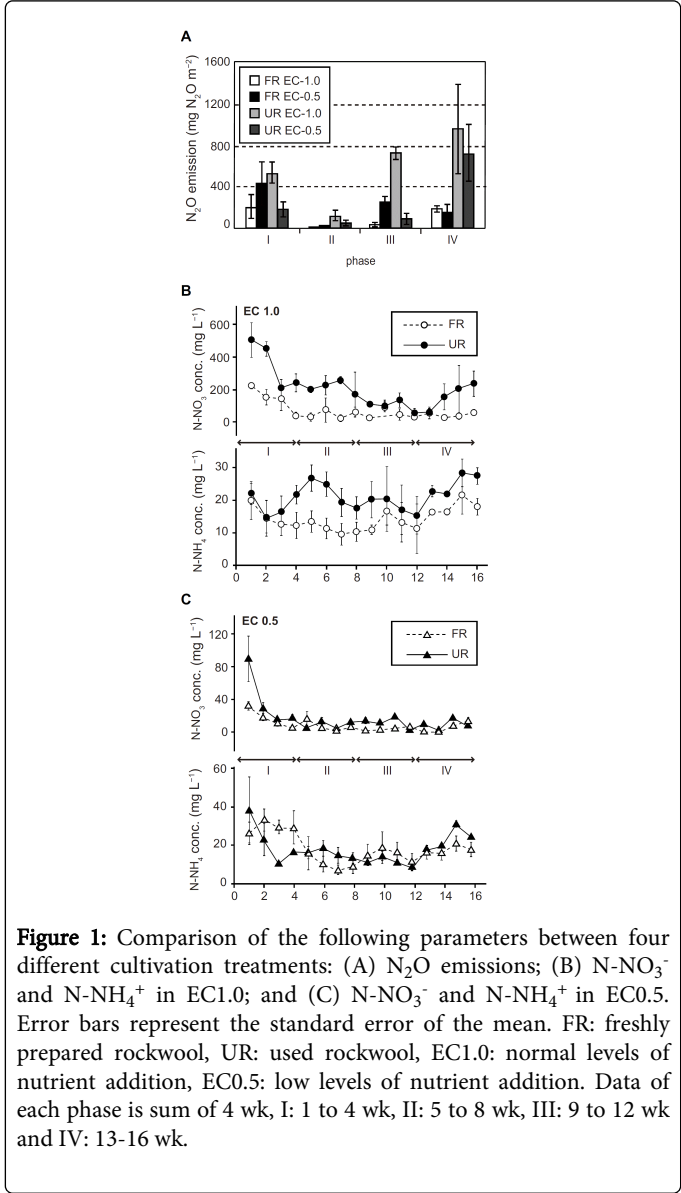 A
N₂O emission (mg N₂O m⁻²)
1600
1200
800
400
0
FR EC-1.0
FR EC-0.5
UR EC-1.0
UR EC-0.5
I II III IV
phase
B
EC 1.0
N-NO₃ conc. (mg L⁻¹)
600
400
200
0
FR
UR
I II III IV
N-NH₄ conc. (mg L⁻¹)
30
20
10
0
0 2 4 6 8 10 12 14 16
C
EC 0.5
N-NO₃ conc. (mg L⁻¹)
120
80
40
0
FR
UR
I II III IV
N-NH₄ conc. (mg L⁻¹)
60
40
20
0
0 2 4 6 8 10 12 14 16
Figure 1: Comparison of the following parameters between four
different cultivation treatments: (A) N₂O emissions; (B) N-NO₃⁻
and N-NH₄⁺ in EC1.0; and (C) N-NO₃⁻ and N-NH₄⁺ in EC0.5.
Error bars represent the standard error of the mean. FR: freshly
prepared rockwool, UR: used rockwool, EC1.0: normal levels of
nutrient addition, EC0.5: low levels of nutrient addition. Data of
each phase is sum of 4 wk, I: 1 to 4 wk, II: 5 to 8 wk, III: 9 to 12 wk
and IV: 13-16 wk.